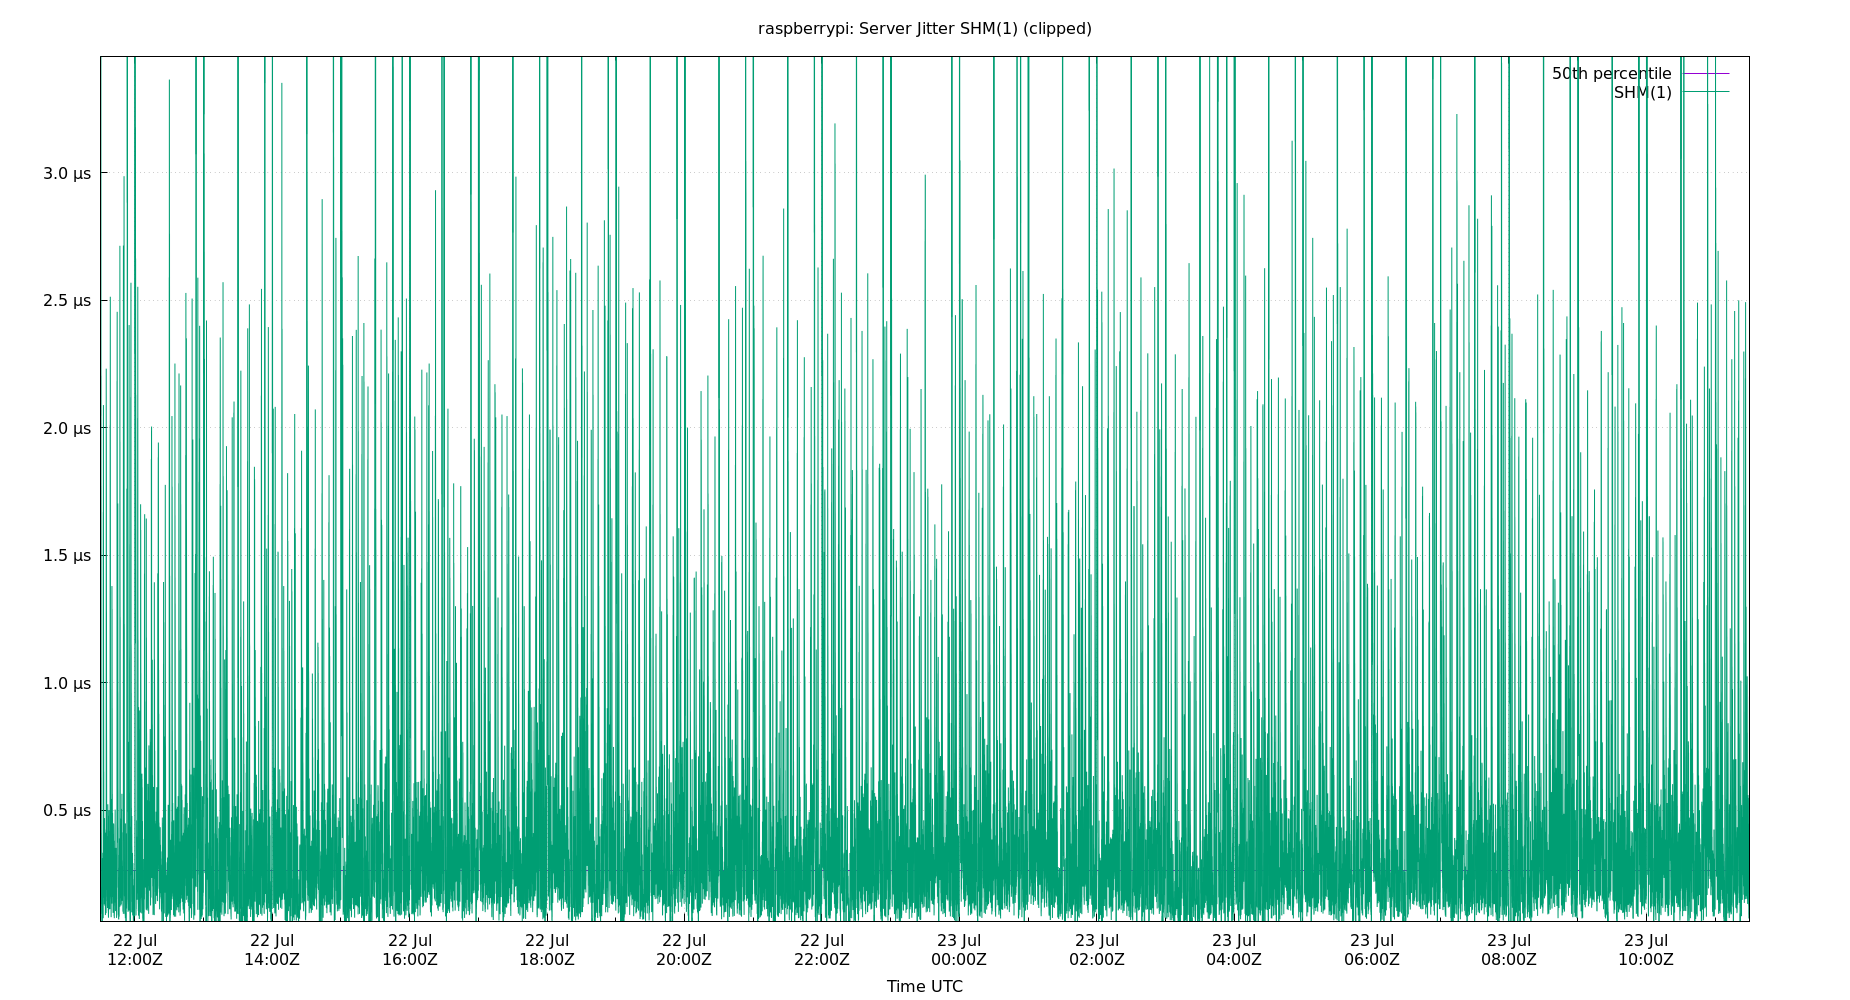 raspberrypi: Server Jitter SHM(1) (clipped)
50th percentile
SHM(1)
3.0 μs
2.5 μs
2.0 μs
1.5 μs
1.0 μs
0.5 μs
22 Jul 22 Jul 22 Jul 22 Jul 22 Jul 22 Jul 23 Jul 23 Jul 23 Jul 23 Jul 23 Jul 23 Jul
12:00Z 14:00Z 16:00Z 18:00Z 20:00Z 22:00Z 00:00Z 02:00Z 04:00Z 06:00Z 08:00Z 10:00Z
Time UTC